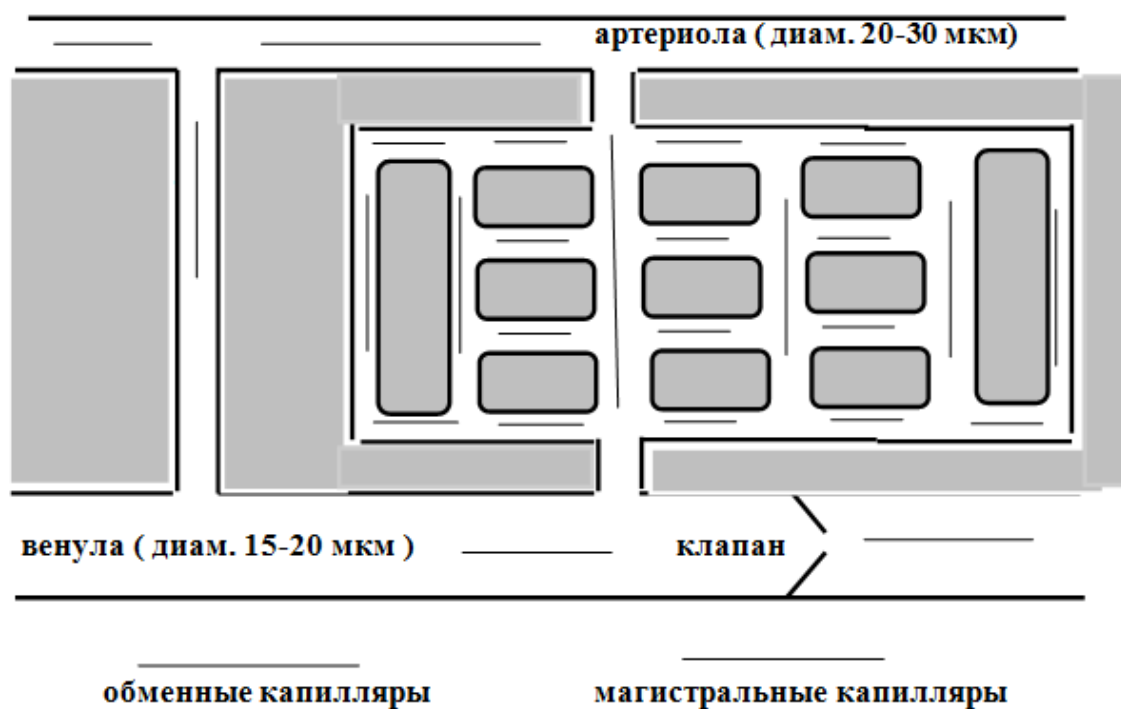 артериола ( диам. 20-30 мкм)
венула ( диам. 15-20 мкм )
клапан
обменные капилляры
магистральные капилляры